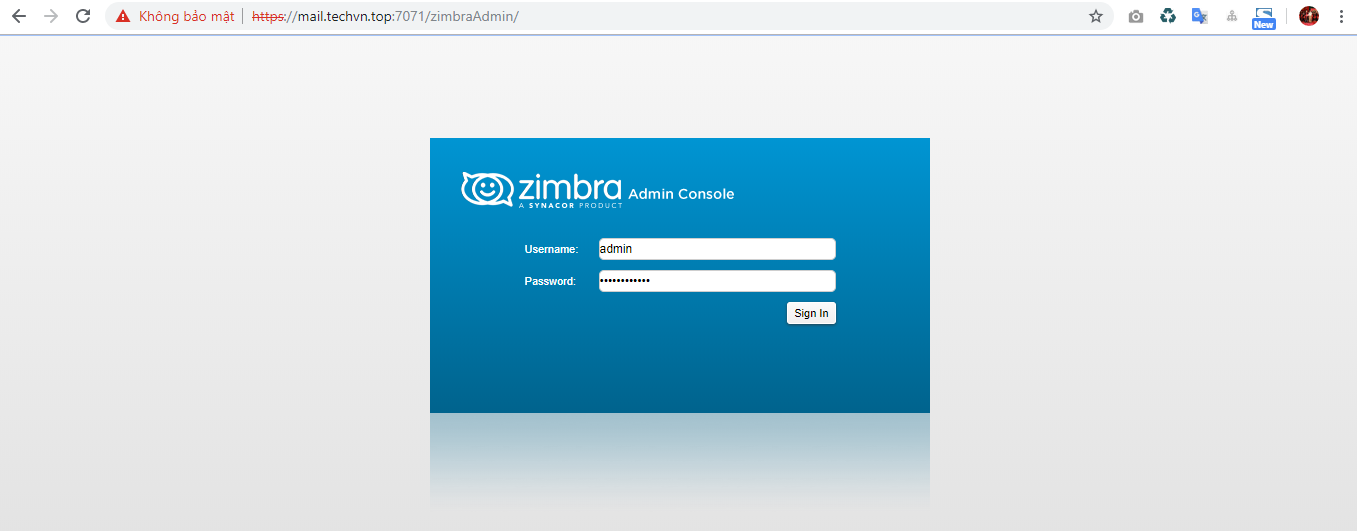 Không bảo mật https://mail.techvn.top:7071/zimbraAdmin/
New
zimbra Admin Console
A SYNACOR PRODUCT
Username: admin
Password: ••••••••••••
Sign In